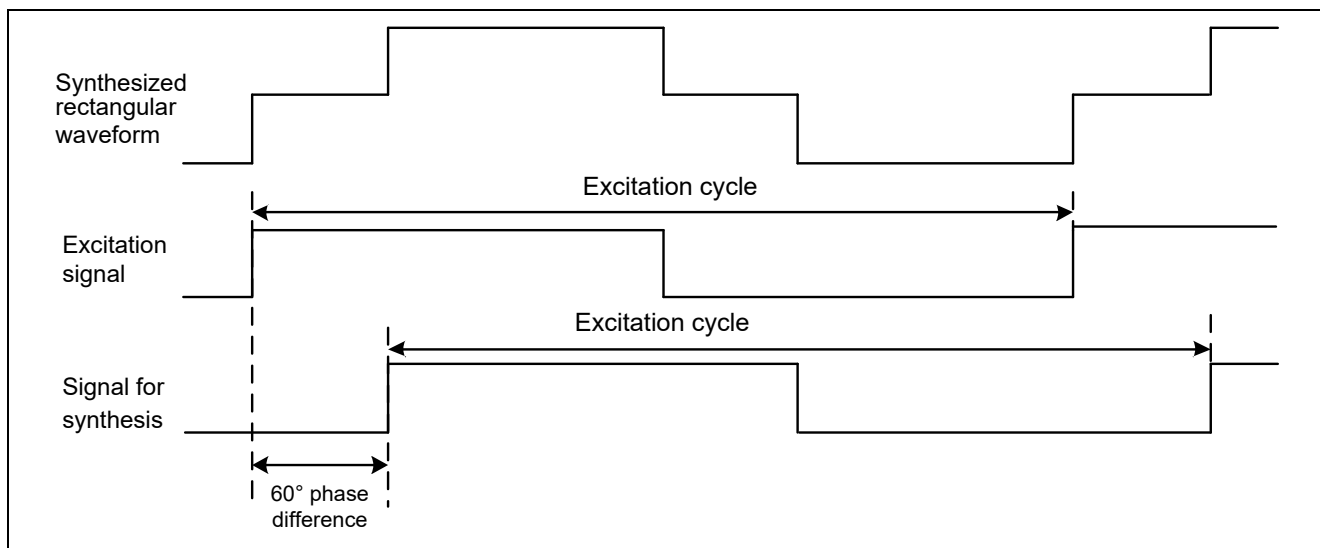 Synthesized
rectangular
waveform
Excitation cycle
Excitation
signal
Excitation cycle
Signal for
synthesis
60° phase
difference